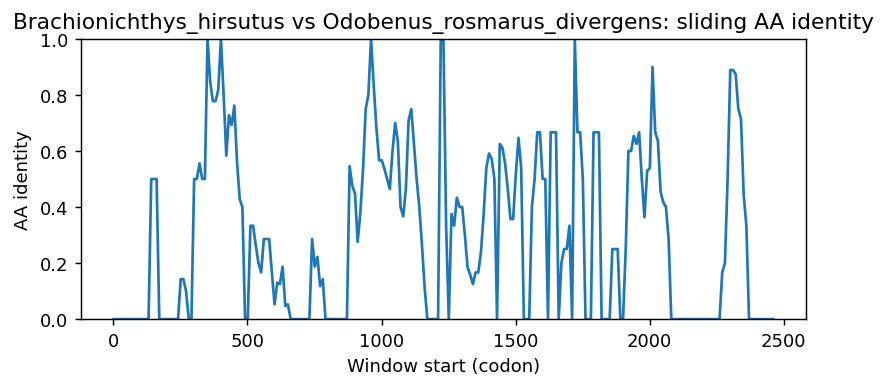 Brachionichthys_hirsutus vs Odobenus_rosmarus_divergens: sliding AA identity
1.0
0.8
0.6
0.4
0.2
0.0
AA identity
0 500 1000 1500 2000 2500
Window start (codon)